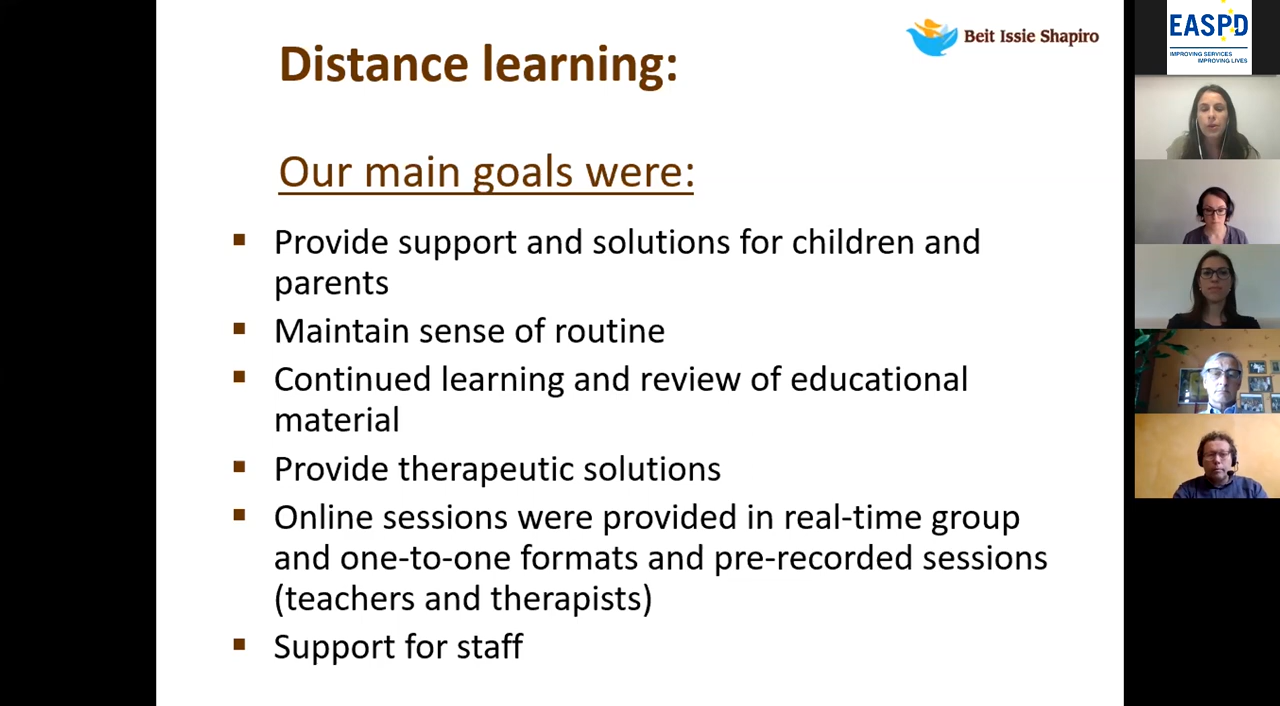 Beit Issie Shapiro
Distance learning:
Our main goals were:
▪ Provide support and solutions for children and
parents
▪ Maintain sense of routine
▪ Continued learning and review of educational
material
▪ Provide therapeutic solutions
▪ Online sessions were provided in real-time group
and one-to-one formats and pre-recorded sessions
(teachers and therapists)
▪ Support for staff
EASPD
IMPROVING SERVICES
IMPROVING LIVES